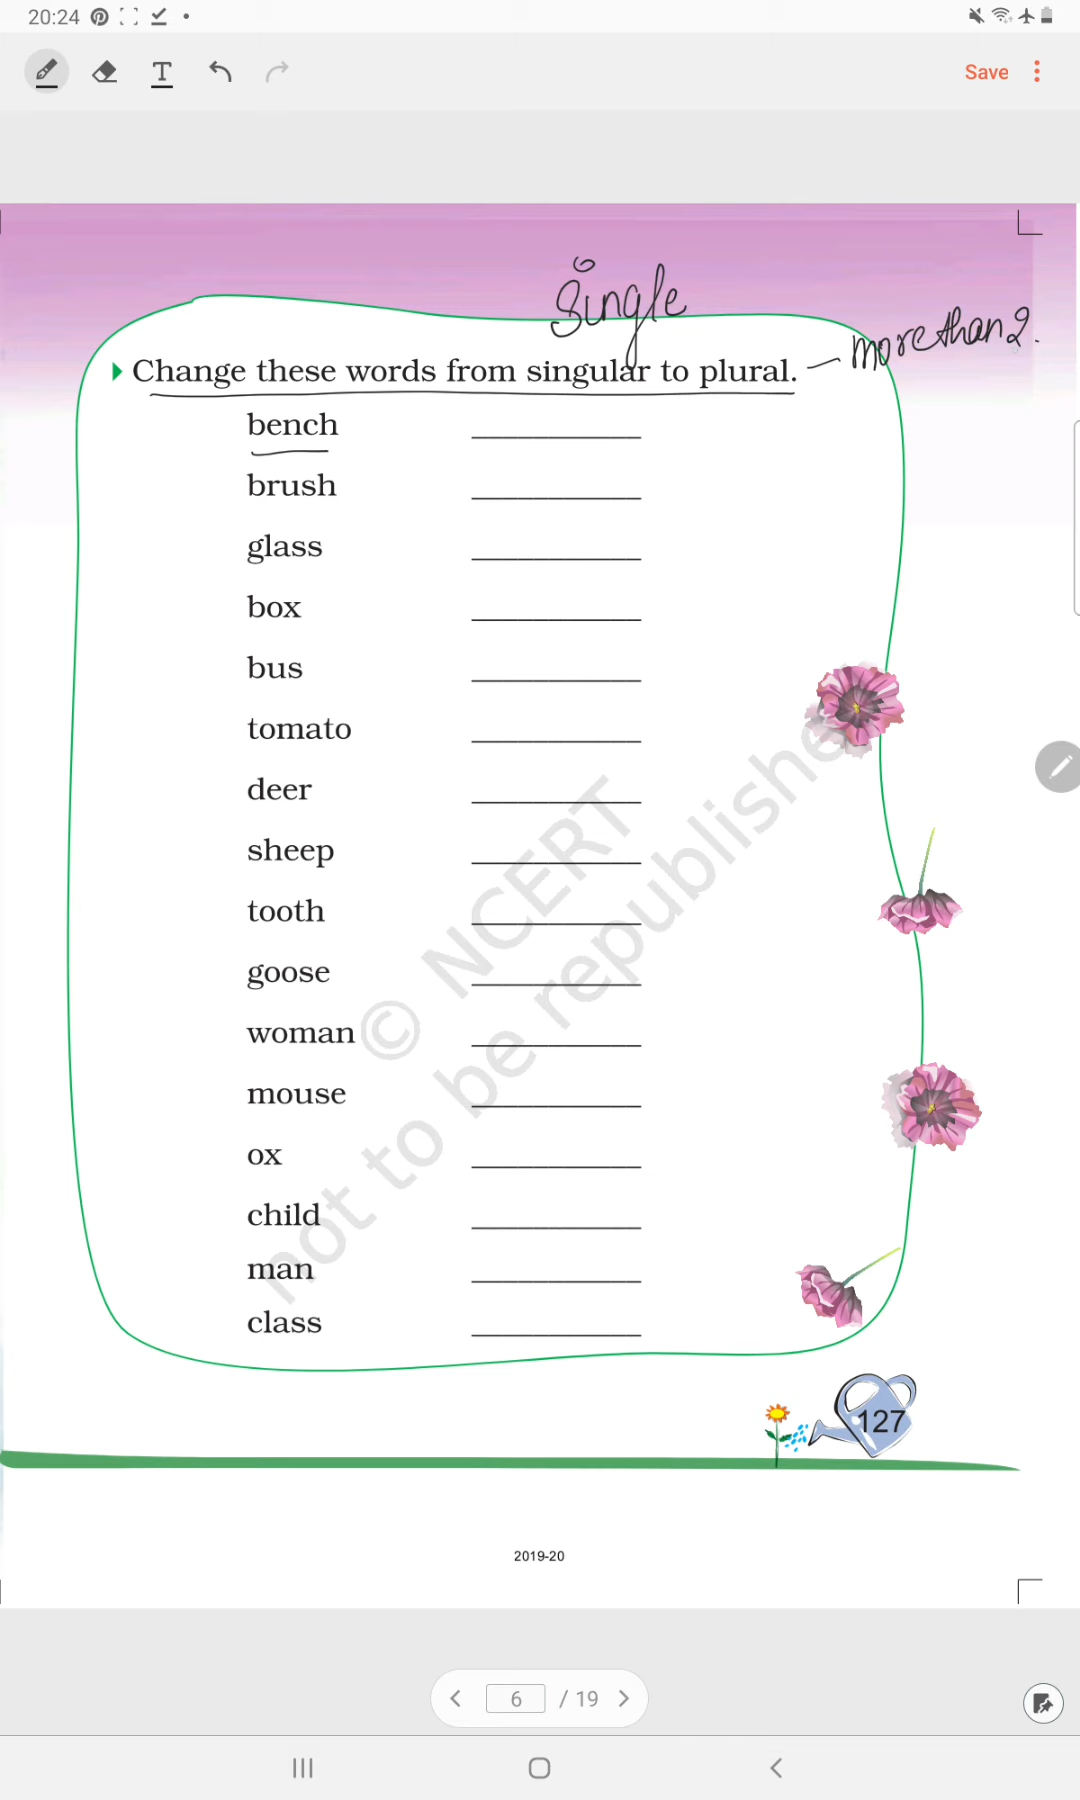 20:24
Save
Single
more than 2.
Change these words from singular to plural.
bench
brush
glass
box
bus
tomato
deer
sheep
tooth
goose
woman
mouse
ox
child
man
class
© NCERT
not to be republished
127
2019-20
6 / 19